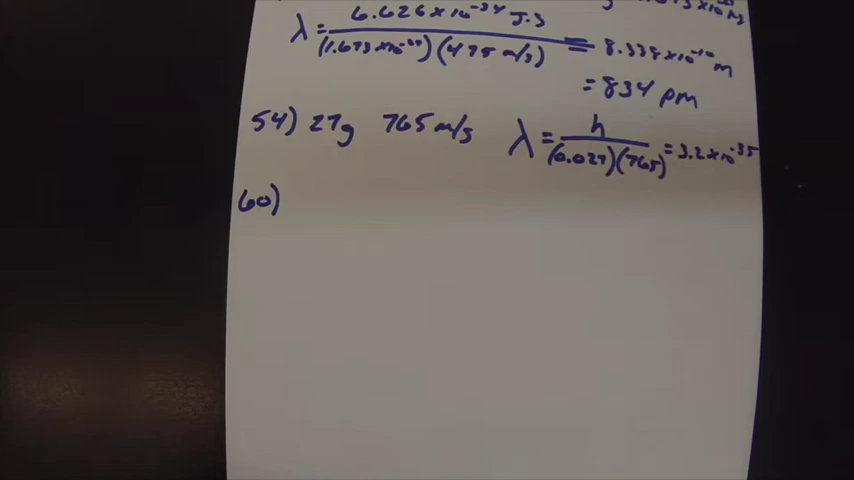 λ = 6.626×10⁻³⁴ J·S / (1.673×10⁻²⁷)(475 m/s) = 8.338×10⁻¹⁰ m
= 834 pm
54) 27g 765 m/s λ = h / (0.027)(765) = 3.2×10⁻³⁵
60)